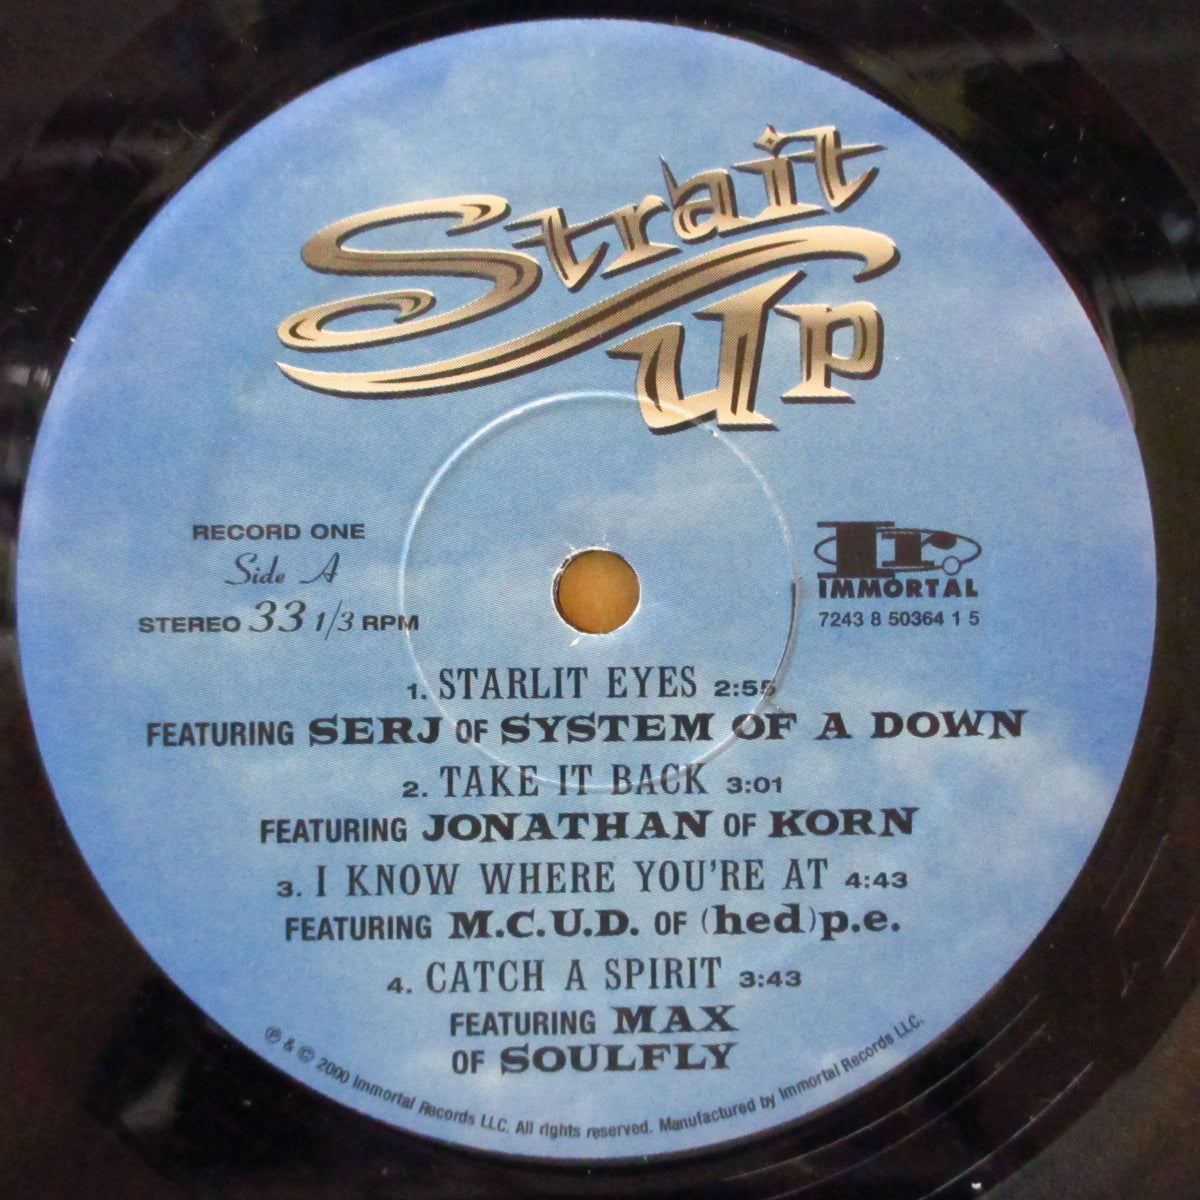 Strait
Up
RECORD ONE
Side A
STEREO 33 1/3 RPM
Ir.
IMMORTAL
7243 8 50364 1 5
1. STARLIT EYES 2:55
FEATURING SERJ OF SYSTEM OF A DOWN
2. TAKE IT BACK 3:01
FEATURING JONATHAN OF KORN
3. I KNOW WHERE YOU'RE AT 4:43
FEATURING M.C.U.D. OF (hed)p.e.
4. CATCH A SPIRIT 3:43
FEATURING MAX
OF SOULFLY
℗ & © 2000 Immortal Records LLC. All rights reserved. Manufactured by Immortal Records LLC.